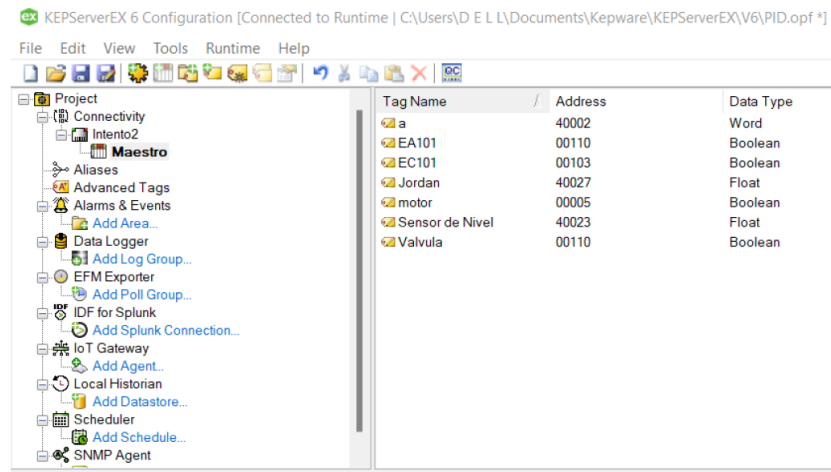 KEPServerEX 6 Configuration [Connected to Runtime | C:\Users\D E L L\Documents\Kepware\KEPServerEX\V6\PID.opf *]
File Edit View Tools Runtime Help
Project
Connectivity
Intento2
Maestro
Aliases
Advanced Tags
Alarms & Events
Add Area...
Data Logger
Add Log Group...
EFM Exporter
Add Poll Group...
IDF for Splunk
Add Splunk Connection...
IoT Gateway
Add Agent...
Local Historian
Add Datastore...
Scheduler
Add Schedule...
SNMP Agent
Tag Name / Address Data Type
a 40002 Word
EA101 00110 Boolean
EC101 00103 Boolean
Jordan 40027 Float
motor 00005 Boolean
Sensor de Nivel 40023 Float
Valvula 00110 Boolean